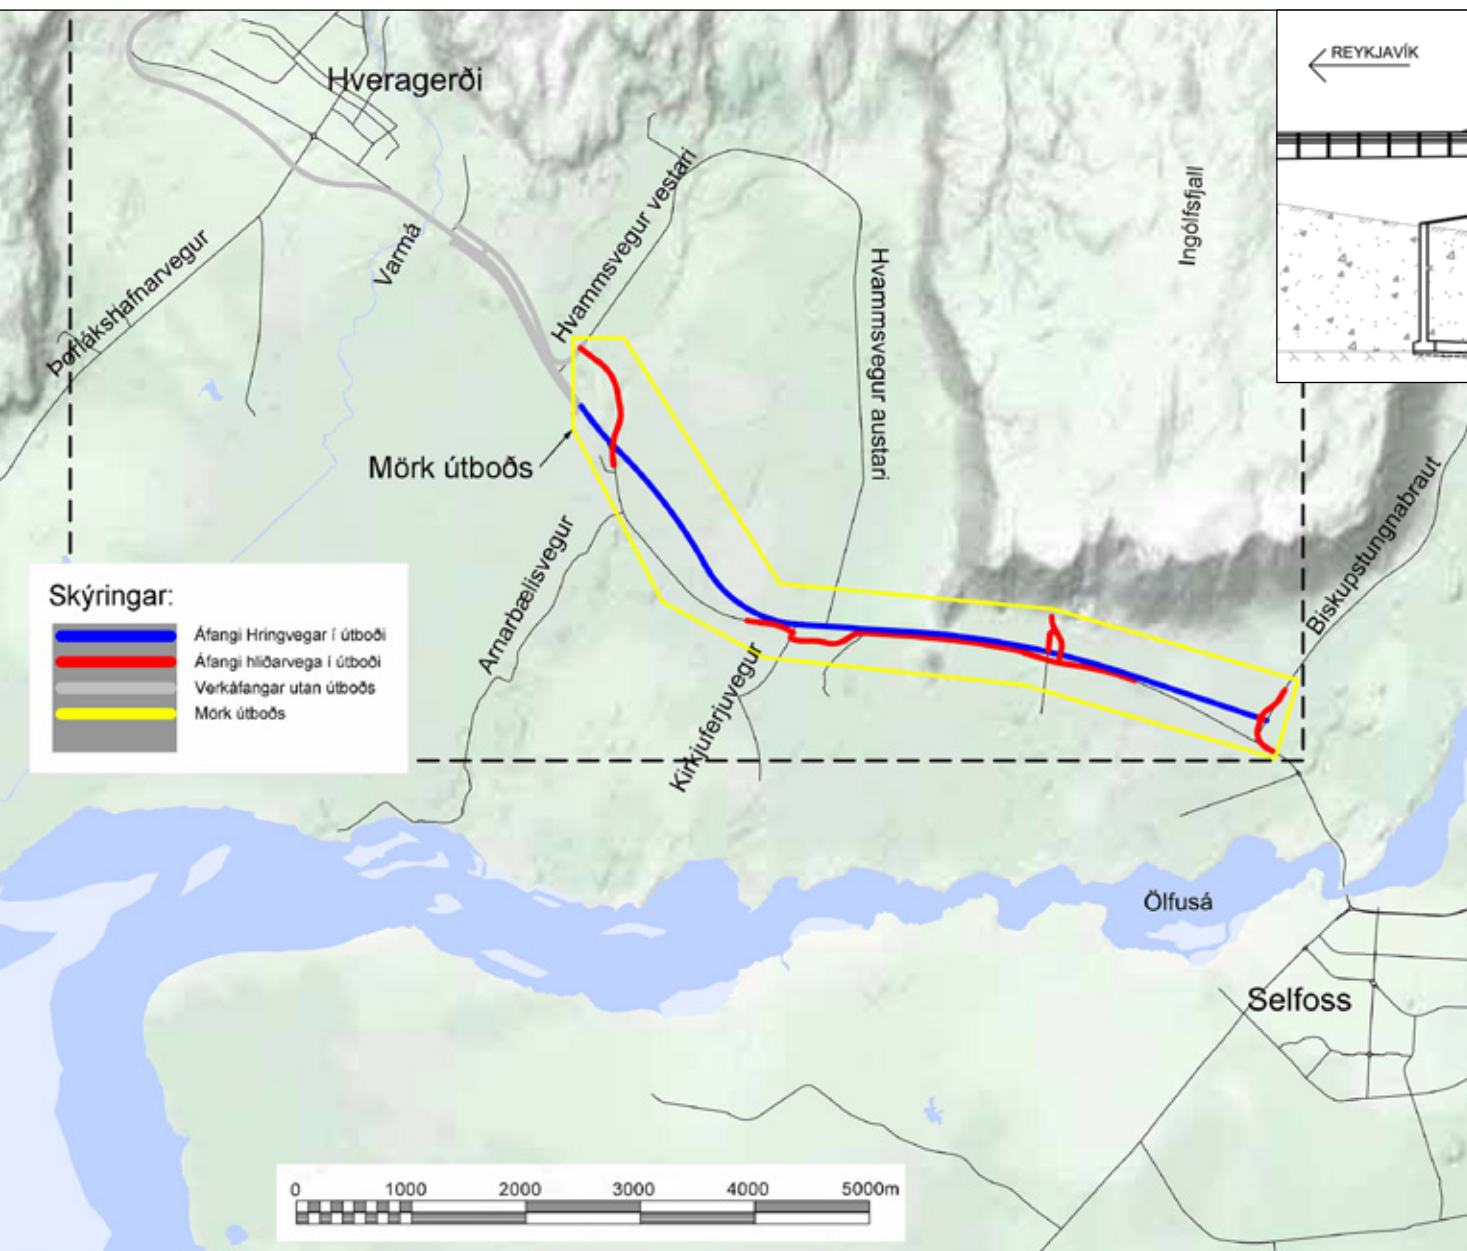 REYKJAVÍK
Hveragerði
Þorlákshafnarvegur
Varmá
Hvammsvegur vestari
Hvammsvegur austari
Ingólfsfjall
Biskupstungnabraut
Mörk útboðs
Arnarbælisvegur
Kirkjuferjuvegur
Skýringar:
Áfangi Hringvegar í útboði
Áfangi hliðarvega í útboði
Verkáfangar utan útboðs
Mörk útboðs
Ölfusá
Selfoss
0 1000 2000 3000 4000 5000m